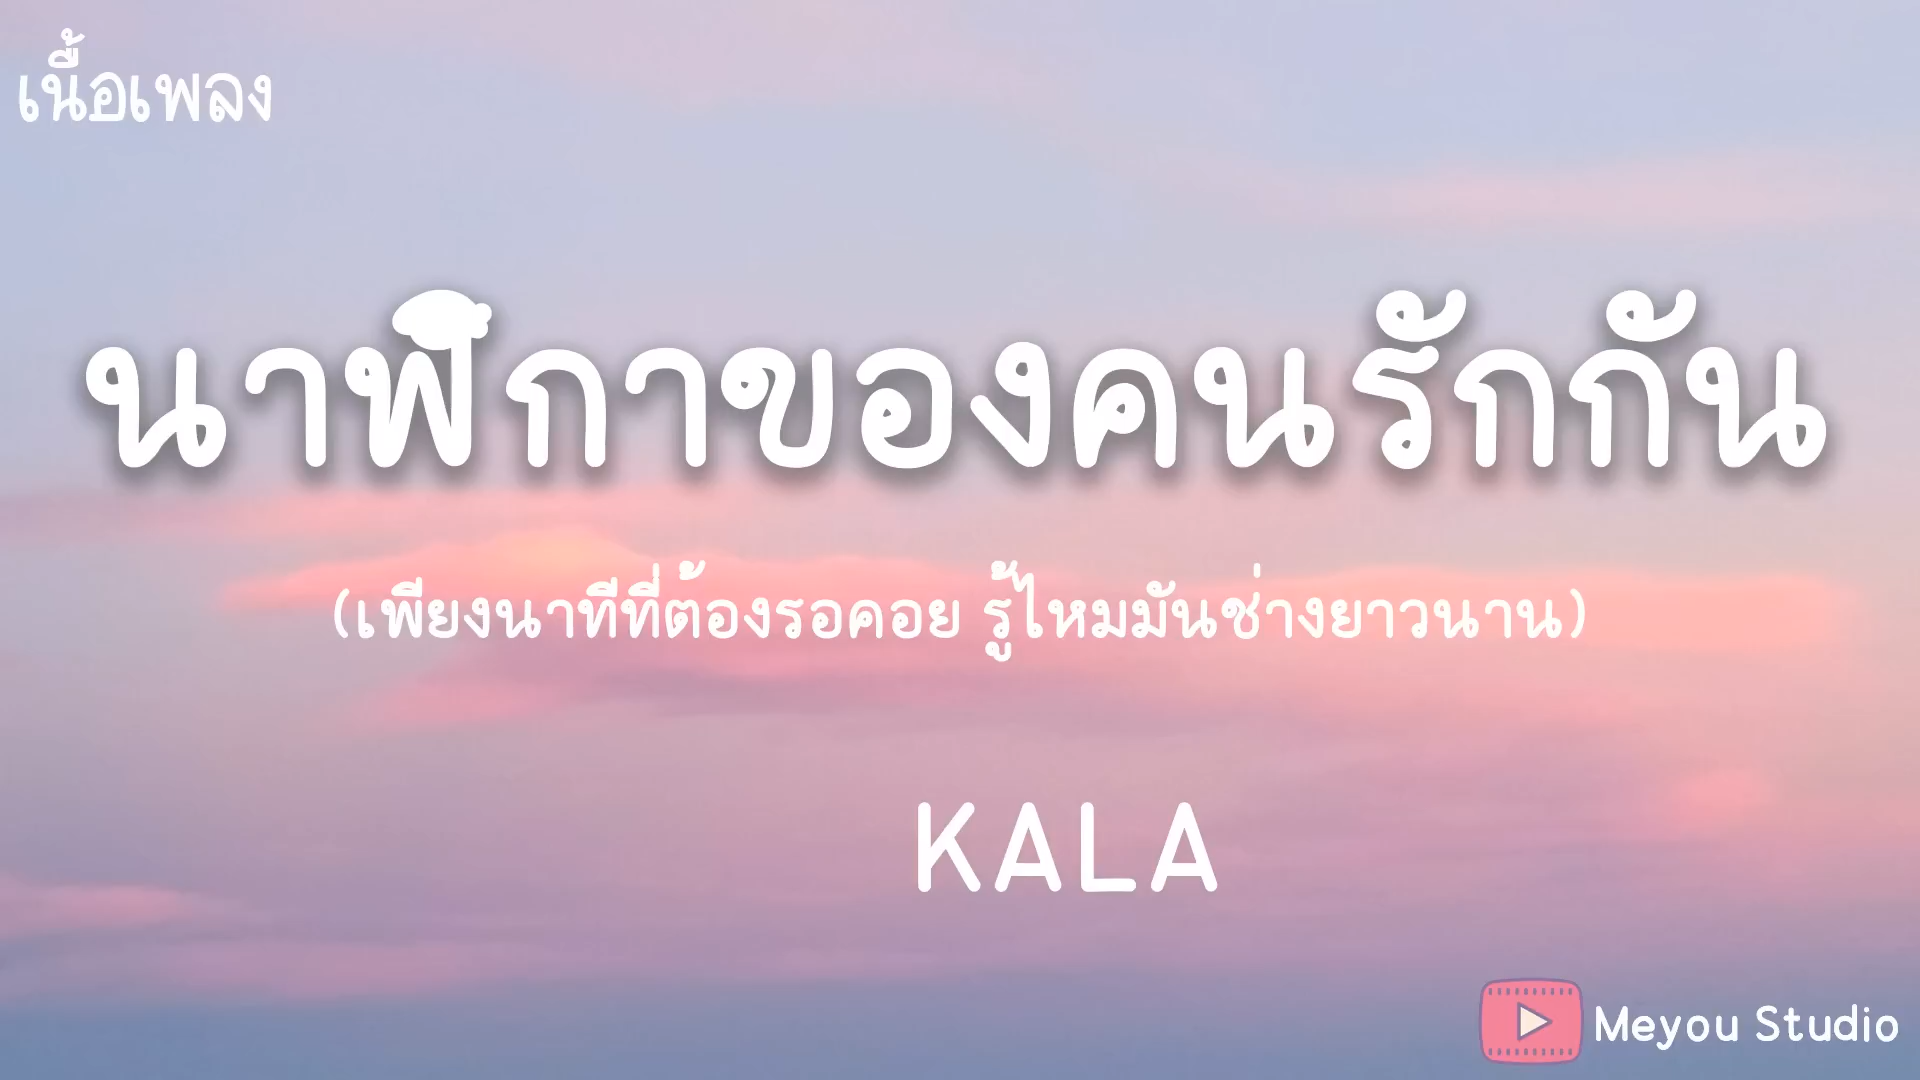 เนื้อเพลง
นาฬิกาของคนรักกัน
(เพียงนาทีที่ต้องรอคอย รู้ไหมมันช่างยาวนาน)
KALA
Meyou Studio